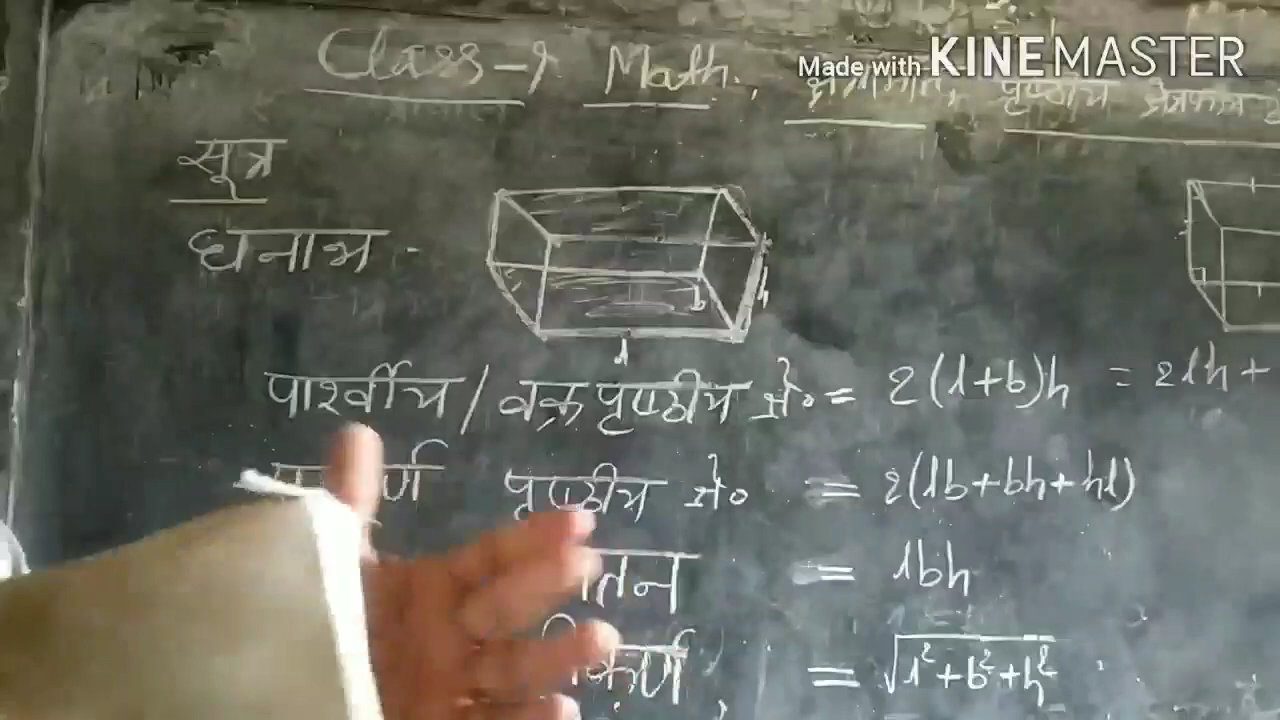 Class-9 Math, क्षेत्रमिति, पृष्ठीय क्षेत्रफल
Made with KINEMASTER
सूत्र
घनाभ -
b
h
l
पार्श्वीय / वक्र पृष्ठीय क्षे० = 2(l+b)h = 2lh+
पृष्ठीय क्षे० = 2(lb+bh+hl)
= lbh
= √l²+b²+h²